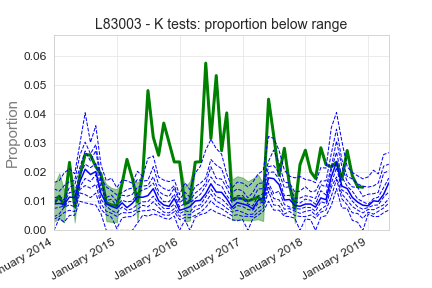 L83003 - K tests: proportion below range
Proportion
0.06
0.05
0.04
0.03
0.02
0.01
0.00
January 2015
January 2016
January 2017
January 2018
January 2019